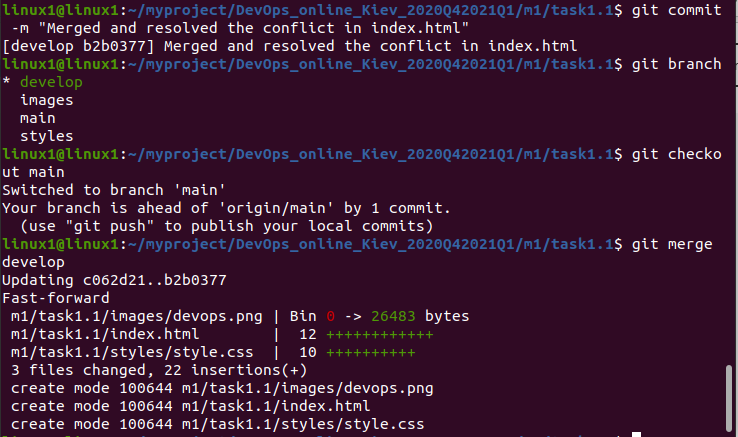 linux1@linux1:~/myproject/DevOps_online_Kiev_2020Q42021Q1/m1/task1.1$ git commit
 -m "Merged and resolved the conflict in index.html"
[develop b2b0377] Merged and resolved the conflict in index.html
linux1@linux1:~/myproject/DevOps_online_Kiev_2020Q42021Q1/m1/task1.1$ git branch
* develop
  images
  main
  styles
linux1@linux1:~/myproject/DevOps_online_Kiev_2020Q42021Q1/m1/task1.1$ git checko
ut main
Switched to branch 'main'
Your branch is ahead of 'origin/main' by 1 commit.
  (use "git push" to publish your local commits)
linux1@linux1:~/myproject/DevOps_online_Kiev_2020Q42021Q1/m1/task1.1$ git merge
develop
Updating c062d21..b2b0377
Fast-forward
 m1/task1.1/images/devops.png | Bin 0 -> 26483 bytes
 m1/task1.1/index.html        |  12 ++++++++++++
 m1/task1.1/styles/style.css  |  10 ++++++++++
 3 files changed, 22 insertions(+)
 create mode 100644 m1/task1.1/images/devops.png
 create mode 100644 m1/task1.1/index.html
 create mode 100644 m1/task1.1/styles/style.css